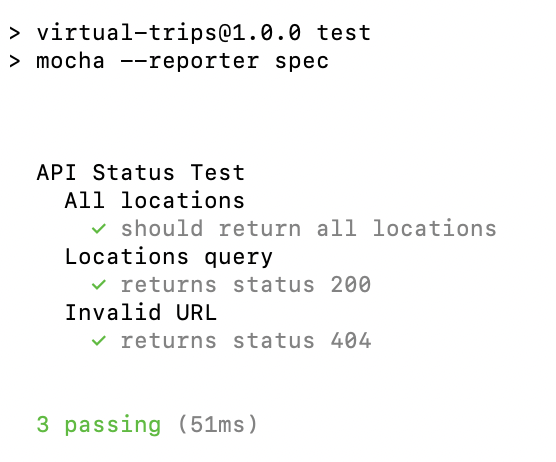 > virtual-trips@1.0.0 test
> mocha --reporter spec
API Status Test
All locations
✓ should return all locations
Locations query
✓ returns status 200
Invalid URL
✓ returns status 404
3 passing (51ms)